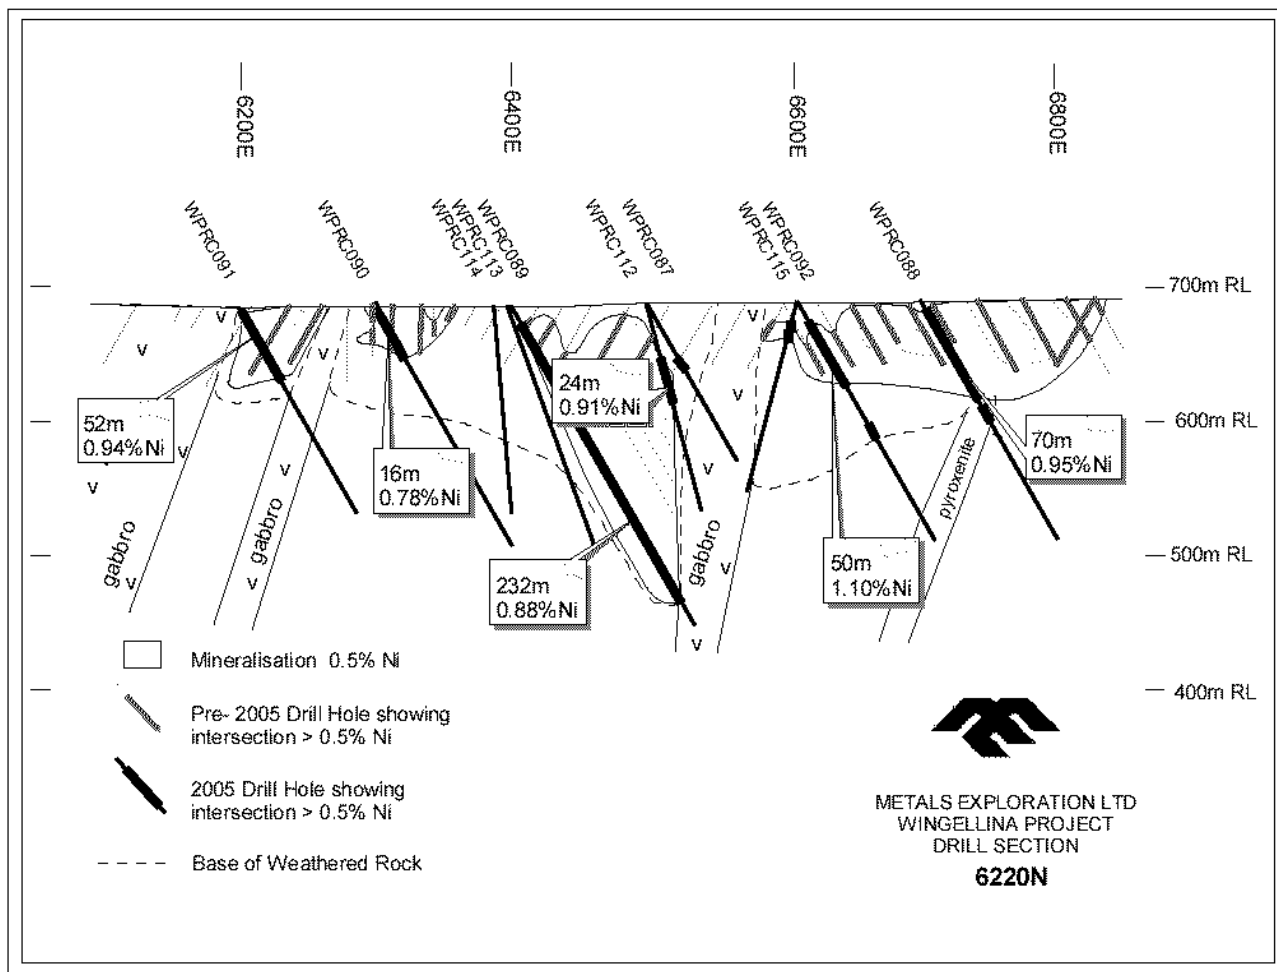 6200E
6400E
6600E
6800E
WPRC091
WPRC090
WPRC114
WPRC113
WPRC089
WPRC112
WPRC087
WPRC115
WPRC092
WPRC088
700m RL
600m RL
500m RL
400m RL
v
v
v
v
v
v
v
v
v
v
v
v
v
v
52m
0.94%Ni
16m
0.78%Ni
24m
0.91%Ni
232m
0.88%Ni
50m
1.10%Ni
70m
0.95%Ni
gabbro
gabbro
gabbro
pyroxenite
Mineralisation 0.5% Ni
Pre- 2005 Drill Hole showing
intersection > 0.5% Ni
2005 Drill Hole showing
intersection > 0.5% Ni
Base of Weathered Rock
METALS EXPLORATION LTD
WINGELLINA PROJECT
DRILL SECTION
6220N